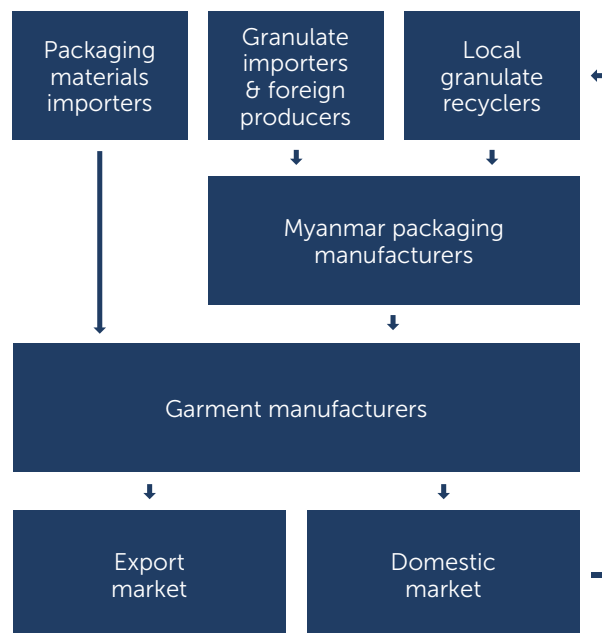 Packaging
materials
importers
Granulate
importers
& foreign
producers
Local
granulate
recyclers
Myanmar packaging
manufacturers
Garment manufacturers
Export
market
Domestic
market